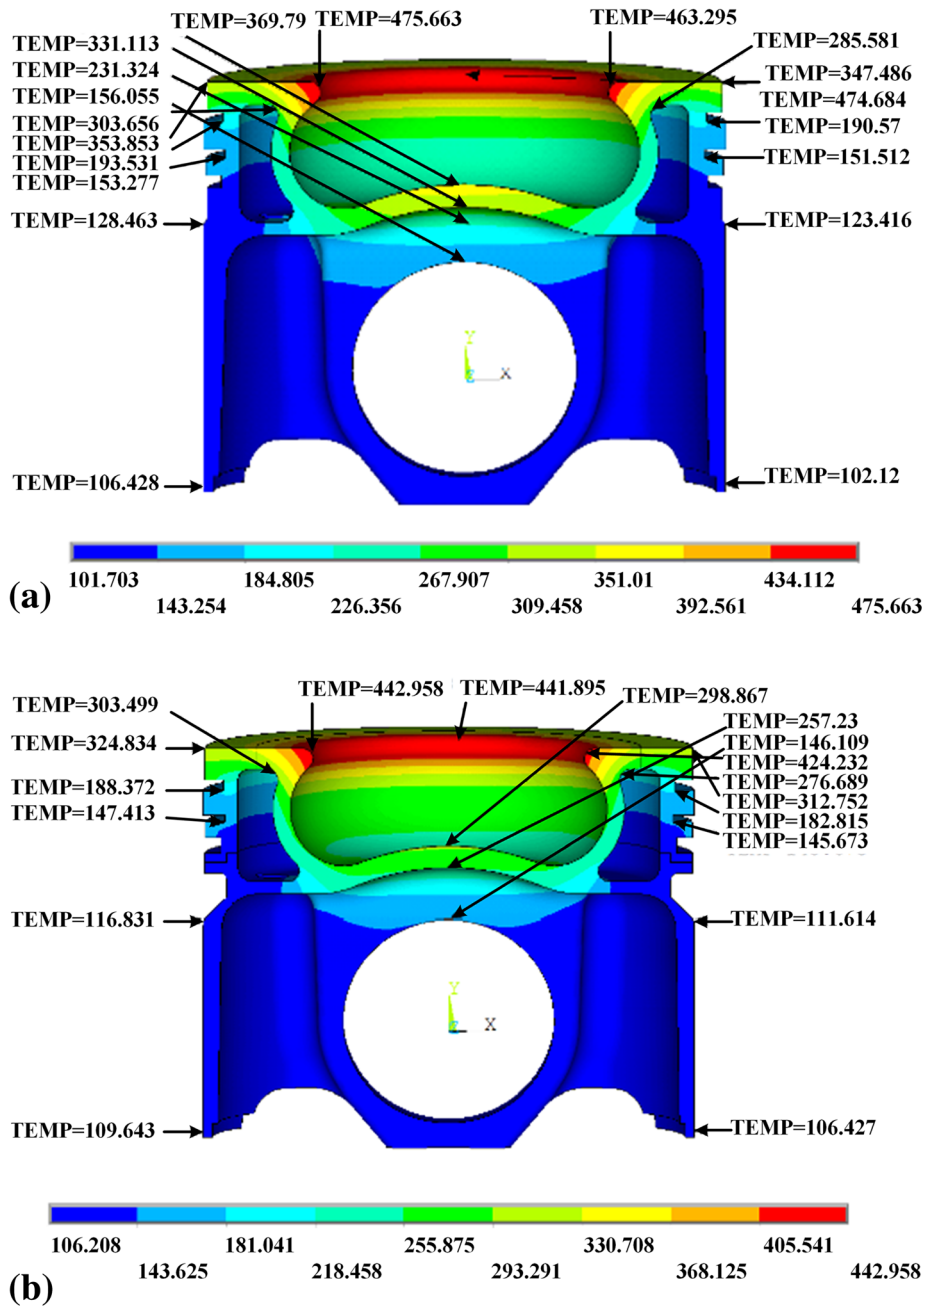 TEMP=369.79
TEMP=475.663
TEMP=463.295
TEMP=331.113
TEMP=285.581
TEMP=231.324
TEMP=347.486
TEMP=156.055
TEMP=474.684
TEMP=303.656
TEMP=190.57
TEMP=353.853
TEMP=193.531
TEMP=151.512
TEMP=153.277
TEMP=128.463
TEMP=123.416
Y
Z
X
TEMP=106.428
TEMP=102.12
101.703 184.805 267.907 351.01 434.112
143.254 226.356 309.458 392.561 475.663
(a)
TEMP=442.958
TEMP=441.895
TEMP=298.867
TEMP=303.499
TEMP=257.23
TEMP=324.834
TEMP=146.109
TEMP=424.232
TEMP=188.372
TEMP=276.689
TEMP=312.752
TEMP=147.413
TEMP=182.815
TEMP=145.673
TEMP=116.831
TEMP=111.614
Y
Z
X
TEMP=109.643
TEMP=106.427
106.208 181.041 255.875 330.708 405.541
143.625 218.458 293.291 368.125 442.958
(b)